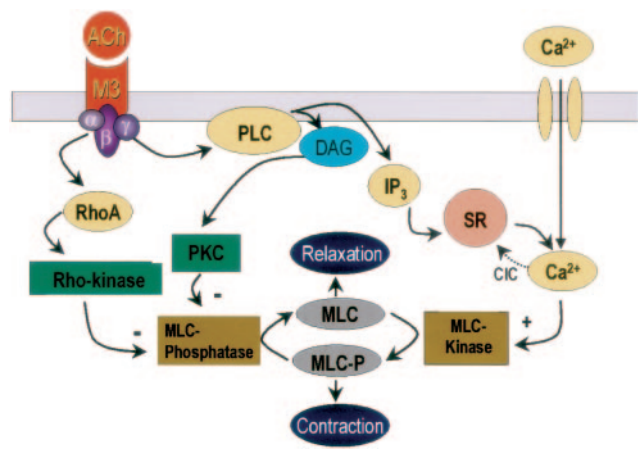 ACh
M3
α
β
γ
PLC
DAG
IP3
Ca2+
RhoA
Rho-kinase
PKC
SR
CIC
Ca2+
Relaxation
-
-
MLC-
Phosphatase
MLC
MLC-P
+
MLC-
Kinase
Contraction